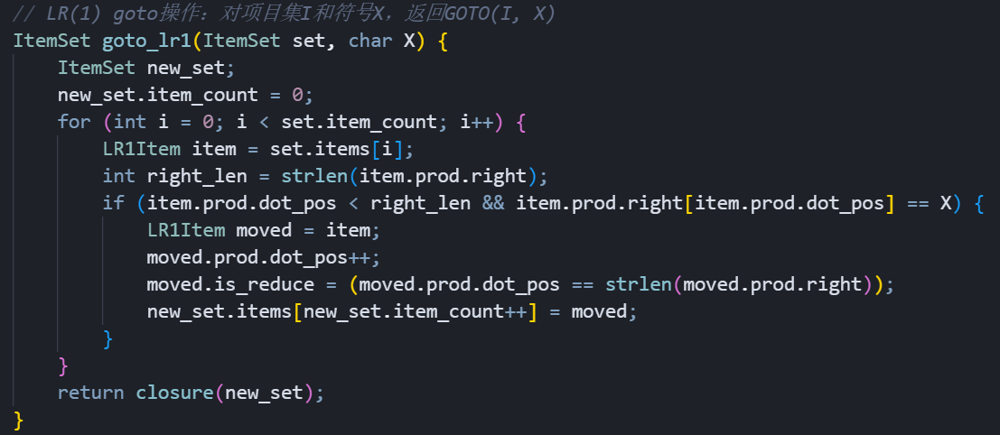 // LR(1) goto操作：对项目集I和符号X，返回GOTO(I, X)
ItemSet goto_lr1(ItemSet set, char X) {
    ItemSet new_set;
    new_set.item_count = 0;
    for (int i = 0; i < set.item_count; i++) {
        LR1Item item = set.items[i];
        int right_len = strlen(item.prod.right);
        if (item.prod.dot_pos < right_len && item.prod.right[item.prod.dot_pos] == X) {
            LR1Item moved = item;
            moved.prod.dot_pos++;
            moved.is_reduce = (moved.prod.dot_pos == strlen(moved.prod.right));
            new_set.items[new_set.item_count++] = moved;
        }
    }
    return closure(new_set);
}